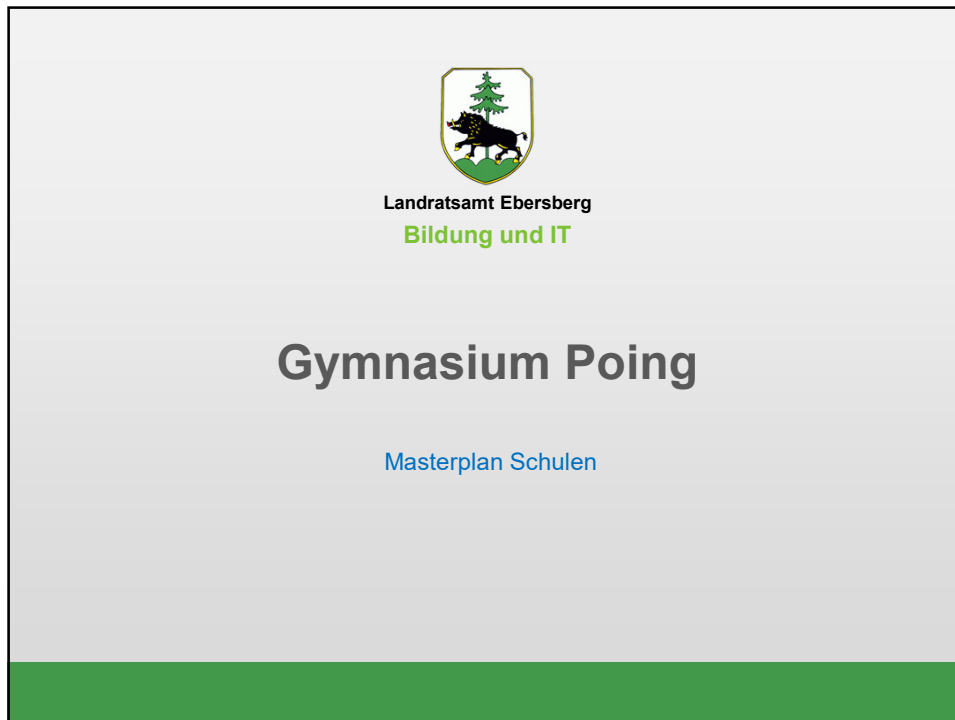 Landratsamt Ebersberg
Bildung und IT
Gymnasium Poing
Masterplan Schulen